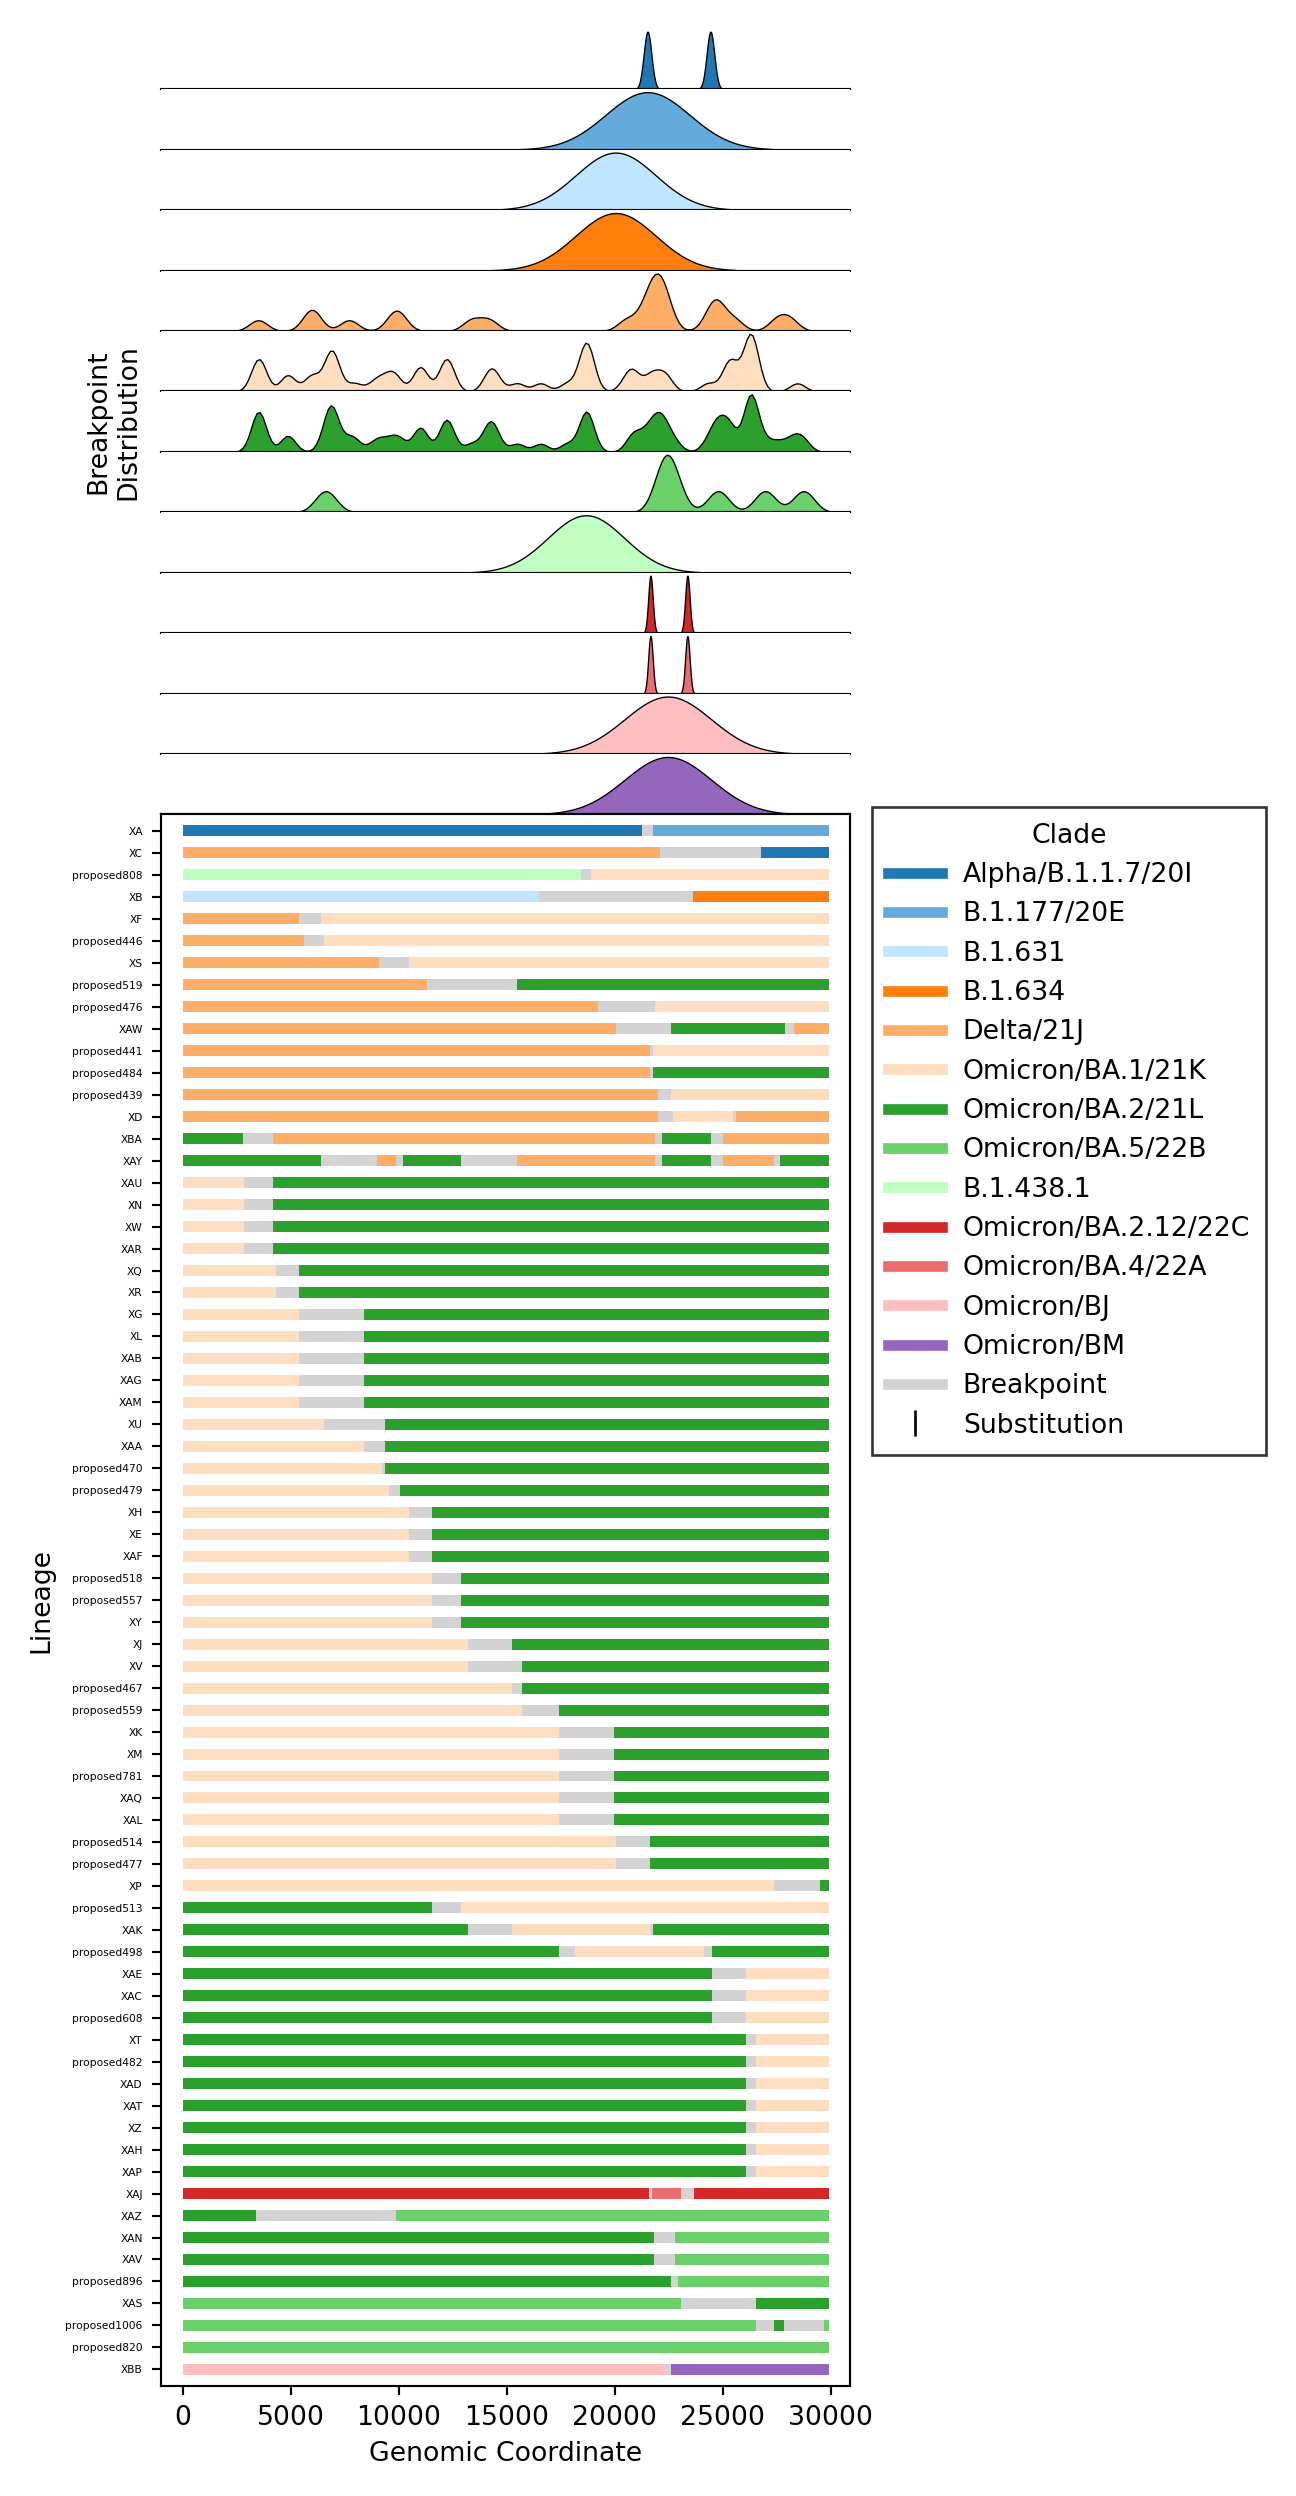 Breakpoint
Distribution
Clade
Alpha/B.1.1.7/20I
B.1.177/20E
B.1.631
B.1.634
Delta/21J
Omicron/BA.1/21K
Omicron/BA.2/21L
Omicron/BA.5/22B
B.1.438.1
Omicron/BA.2.12/22C
Omicron/BA.4/22A
Omicron/BJ
Omicron/BM
Breakpoint
Substitution
Lineage
XA
XC
proposed808
XB
XF
proposed446
XS
proposed519
proposed476
XAW
proposed441
proposed484
proposed439
XD
XBA
XAY
XAU
XN
XW
XAR
XQ
XR
XG
XL
XAB
XAG
XAM
XU
XAA
proposed470
proposed479
XH
XE
XAF
proposed518
proposed557
XY
XJ
XV
proposed467
proposed559
XK
XM
proposed781
XAQ
XAL
proposed514
proposed477
XP
proposed513
XAK
proposed498
XAE
XAC
proposed608
XT
proposed482
XAD
XAT
XZ
XAH
XAP
XAJ
XAZ
XAN
XAV
proposed896
XAS
proposed1006
proposed820
XBB
0 5000 10000 15000 20000 25000 30000
Genomic Coordinate